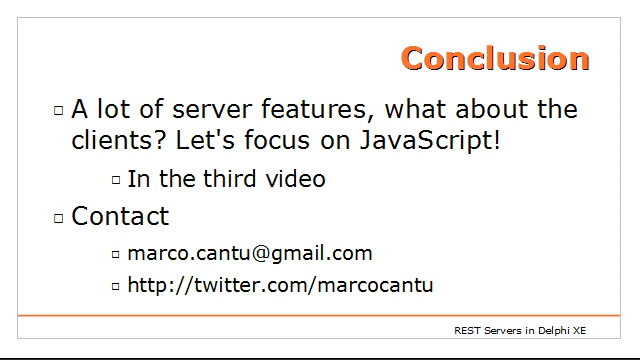 Conclusion
A lot of server features, what about the
clients? Let's focus on JavaScript!
In the third video
Contact
marco.cantu@gmail.com
http://twitter.com/marcocantu
REST Servers in Delphi XE